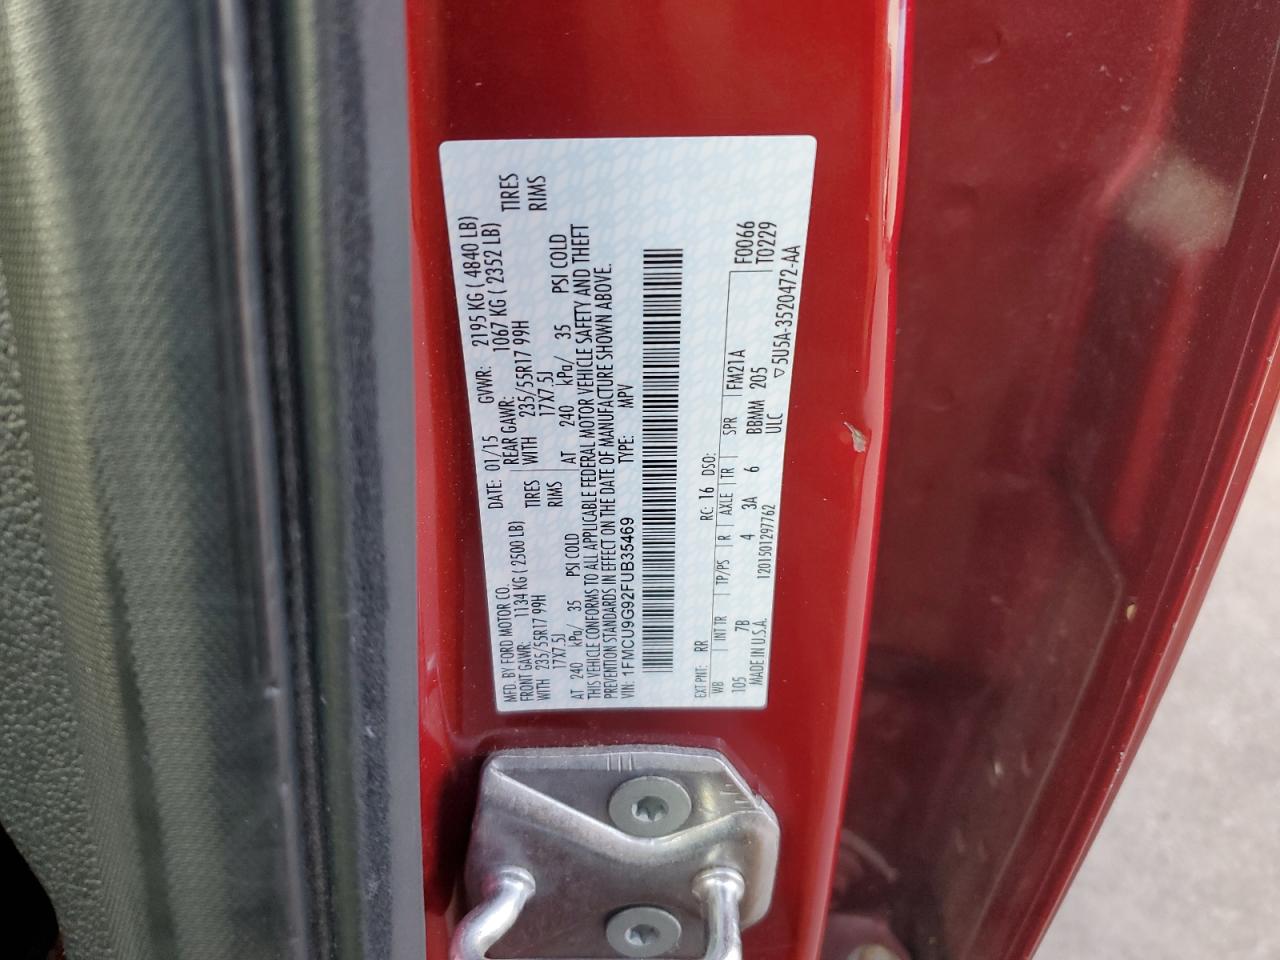 MFD. BY FORD MOTOR CO.
DATE: 01/15 GVWR: 2195 KG ( 4840 LB)
FRONT GAWR: 1134 KG ( 2500 LB) REAR GAWR: 1067 KG ( 2352 LB)
WITH 235/55R17 99H TIRES WITH 235/55R17 99H TIRES
17X7.5J RIMS 17X7.5J RIMS
AT 240 kPa/ 35 PSI COLD AT 240 kPa/ 35 PSI COLD
THIS VEHICLE CONFORMS TO ALL APPLICABLE FEDERAL MOTOR VEHICLE SAFETY AND THEFT
PREVENTION STANDARDS IN EFFECT ON THE DATE OF MANUFACTURE SHOWN ABOVE.
VIN: 1FMCU9G92FUB35469 TYPE: MPV
EXT PNT: RR RC: 16 DSO:
WB INT TR TP/PS R AXLE TR SPR FM21A F0066
105 7B 4 3A 6 BBMM 205 T0229
MADE IN U.S.A. 1201501297762 ULC ▽5U5A-3520472-AA